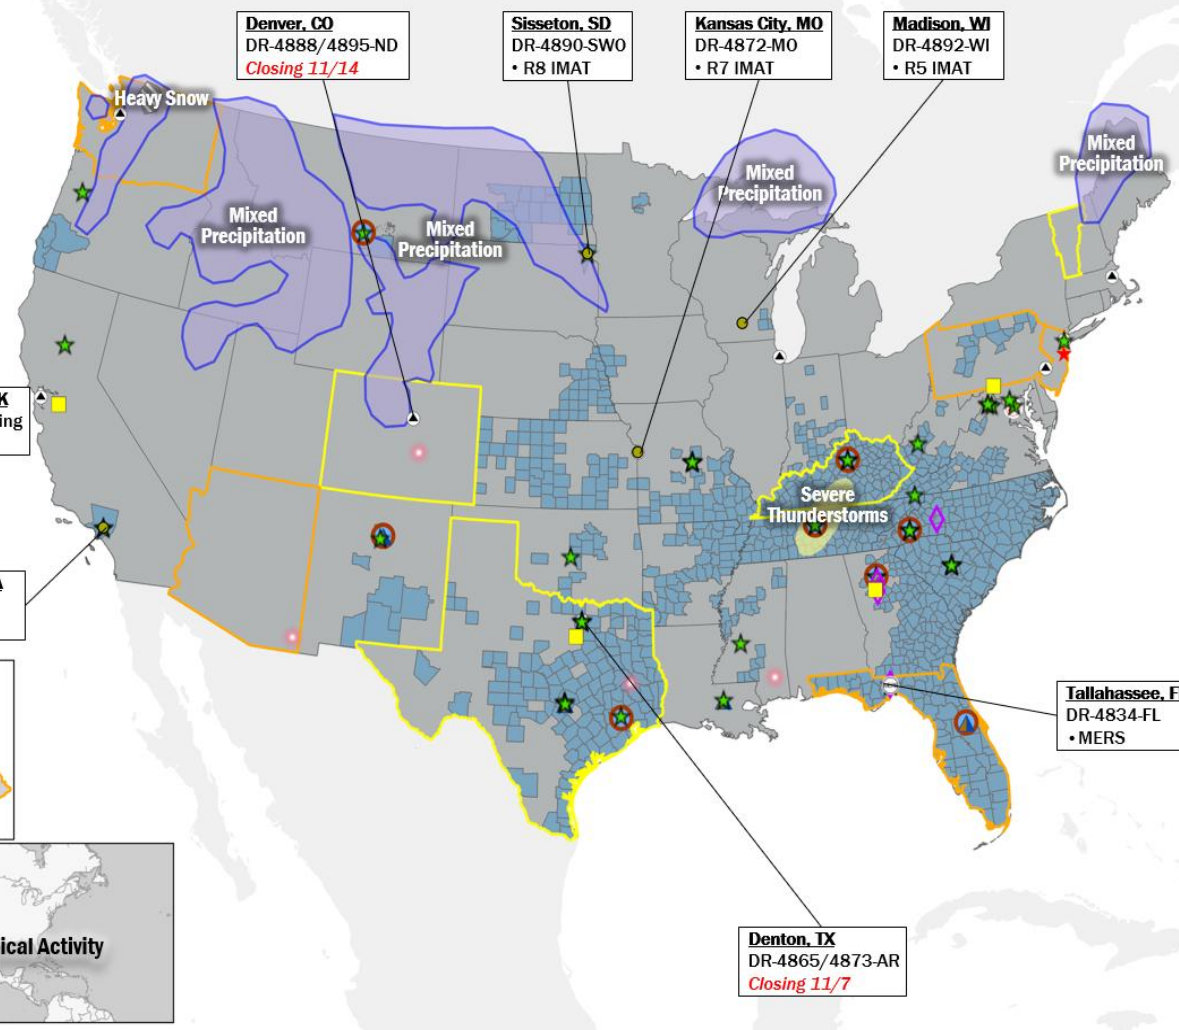 Denver, CO
DR-4888/4895-ND
Closing 11/14
Sisseton, SD
DR-4890-SWO
• R8 IMAT
Kansas City, MO
DR-4872-MO
• R7 IMAT
Madison, WI
DR-4892-WI
• R5 IMAT
Heavy Snow
Mixed
Precipitation
Mixed
Precipitation
Mixed
Precipitation
Mixed
Precipitation
K
ing
Severe
Thunderstorms
A
Tallahassee, F
DR-4834-FL
• MERS
Denton, TX
DR-4865/4873-AR
Closing 11/7
ical Activity